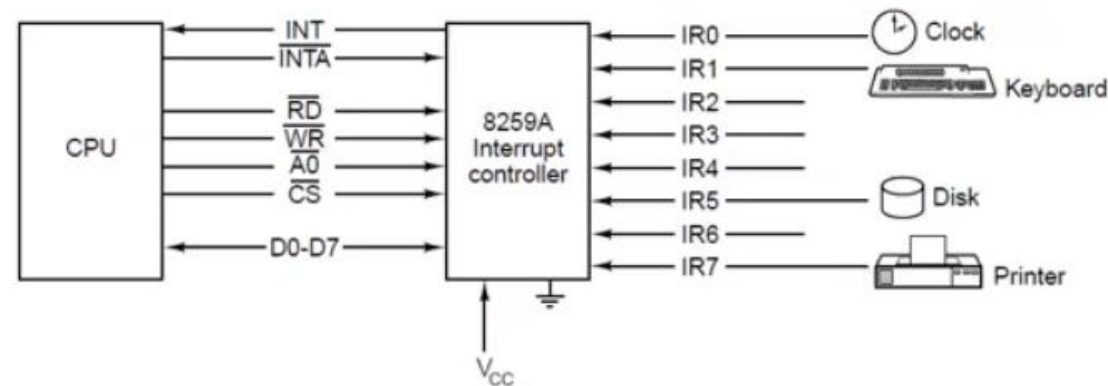 CPU
INT
INTA
RD
WR
A0
CS
D0-D7
8259A
Interrupt
controller
VCC
IR0
Clock
IR1
Keyboard
IR2
IR3
IR4
IR5
Disk
IR6
IR7
Printer